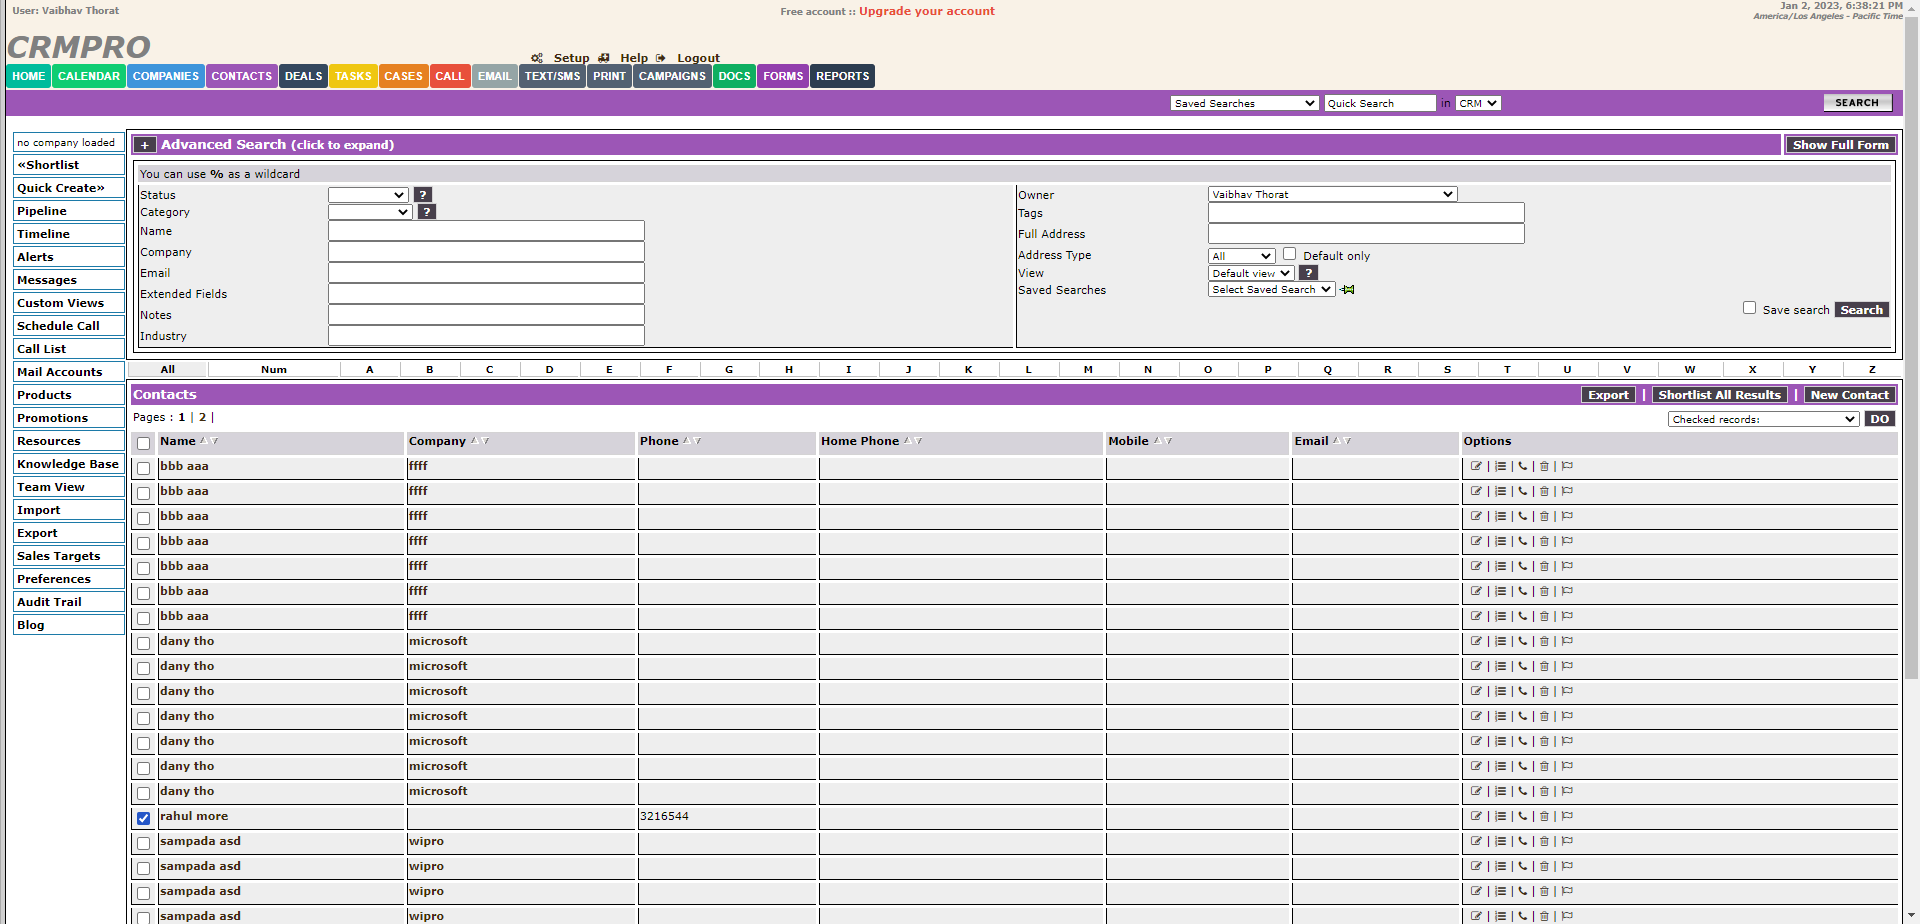 User: Vaibhav Thorat
Free account :: Upgrade your account
Jan 2, 2023, 6:38:21 PM
America/Los Angeles - Pacific Time
CRMPRO
Setup Help Logout
HOME CALENDAR COMPANIES CONTACTS DEALS TASKS CASES CALL EMAIL TEXT/SMS PRINT CAMPAIGNS DOCS FORMS REPORTS
Saved Searches Quick Search in CRM SEARCH
no company loaded
«Shortlist
Quick Create»
Pipeline
Timeline
Alerts
Messages
Custom Views
Schedule Call
Call List
Mail Accounts
Products
Promotions
Resources
Knowledge Base
Team View
Import
Export
Sales Targets
Preferences
Audit Trail
Blog
+ Advanced Search (click to expand) Show Full Form
You can use % as a wildcard
Status ?
Category ?
Name
Company
Email
Extended Fields
Notes
Industry
Owner Vaibhav Thorat
Tags
Full Address
Address Type All Default only
View Default view ?
Saved Searches Select Saved Search
Save search Search
All Num A B C D E F G H I J K L M N O P Q R S T U V W X Y Z
Contacts Export | Shortlist All Results | New Contact
Pages : 1 | 2 |
Checked records: DO
Name Company Phone Home Phone Mobile Email Options
bbb aaa ffff
bbb aaa ffff
bbb aaa ffff
bbb aaa ffff
bbb aaa ffff
bbb aaa ffff
bbb aaa ffff
dany tho microsoft
dany tho microsoft
dany tho microsoft
dany tho microsoft
dany tho microsoft
dany tho microsoft
dany tho microsoft
rahul more 3216544
sampada asd wipro
sampada asd wipro
sampada asd wipro
sampada asd wipro